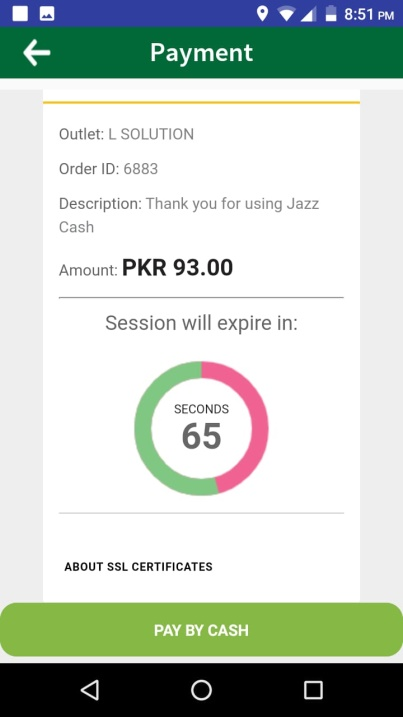 8:51 PM
Payment
Outlet: L SOLUTION
Order ID: 6883
Description: Thank you for using Jazz
Cash
Amount: PKR 93.00
Session will expire in:
SECONDS
65
ABOUT SSL CERTIFICATES
PAY BY CASH